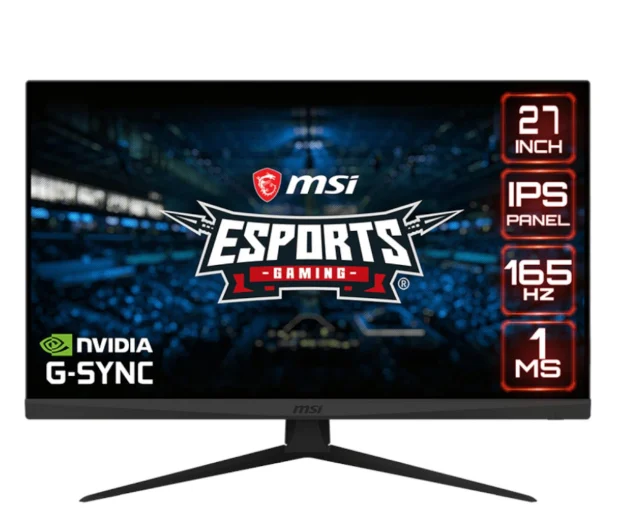 msi
ESPORTS
-GAMING-
®
NVIDIA
G-SYNC
27
INCH
IPS
PANEL
165
HZ
1
MS
msi